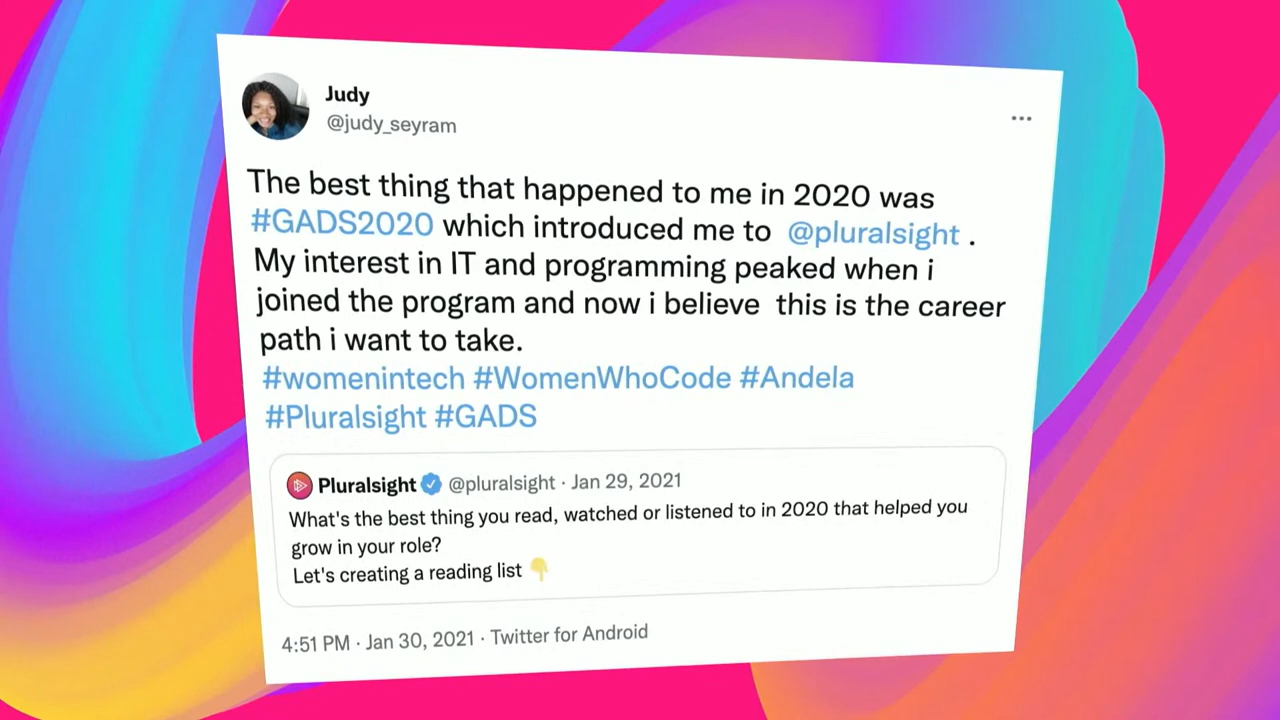 Judy
@judy_seyram
The best thing that happened to me in 2020 was
#GADS2020 which introduced me to @pluralsight .
My interest in IT and programming peaked when i
joined the program and now i believe this is the career
path i want to take.
#womenintech #WomenWhoCode #Andela
#Pluralsight #GADS
Pluralsight @pluralsight · Jan 29, 2021
What's the best thing you read, watched or listened to in 2020 that helped you
grow in your role?
Let's creating a reading list 👇
4:51 PM · Jan 30, 2021 · Twitter for Android